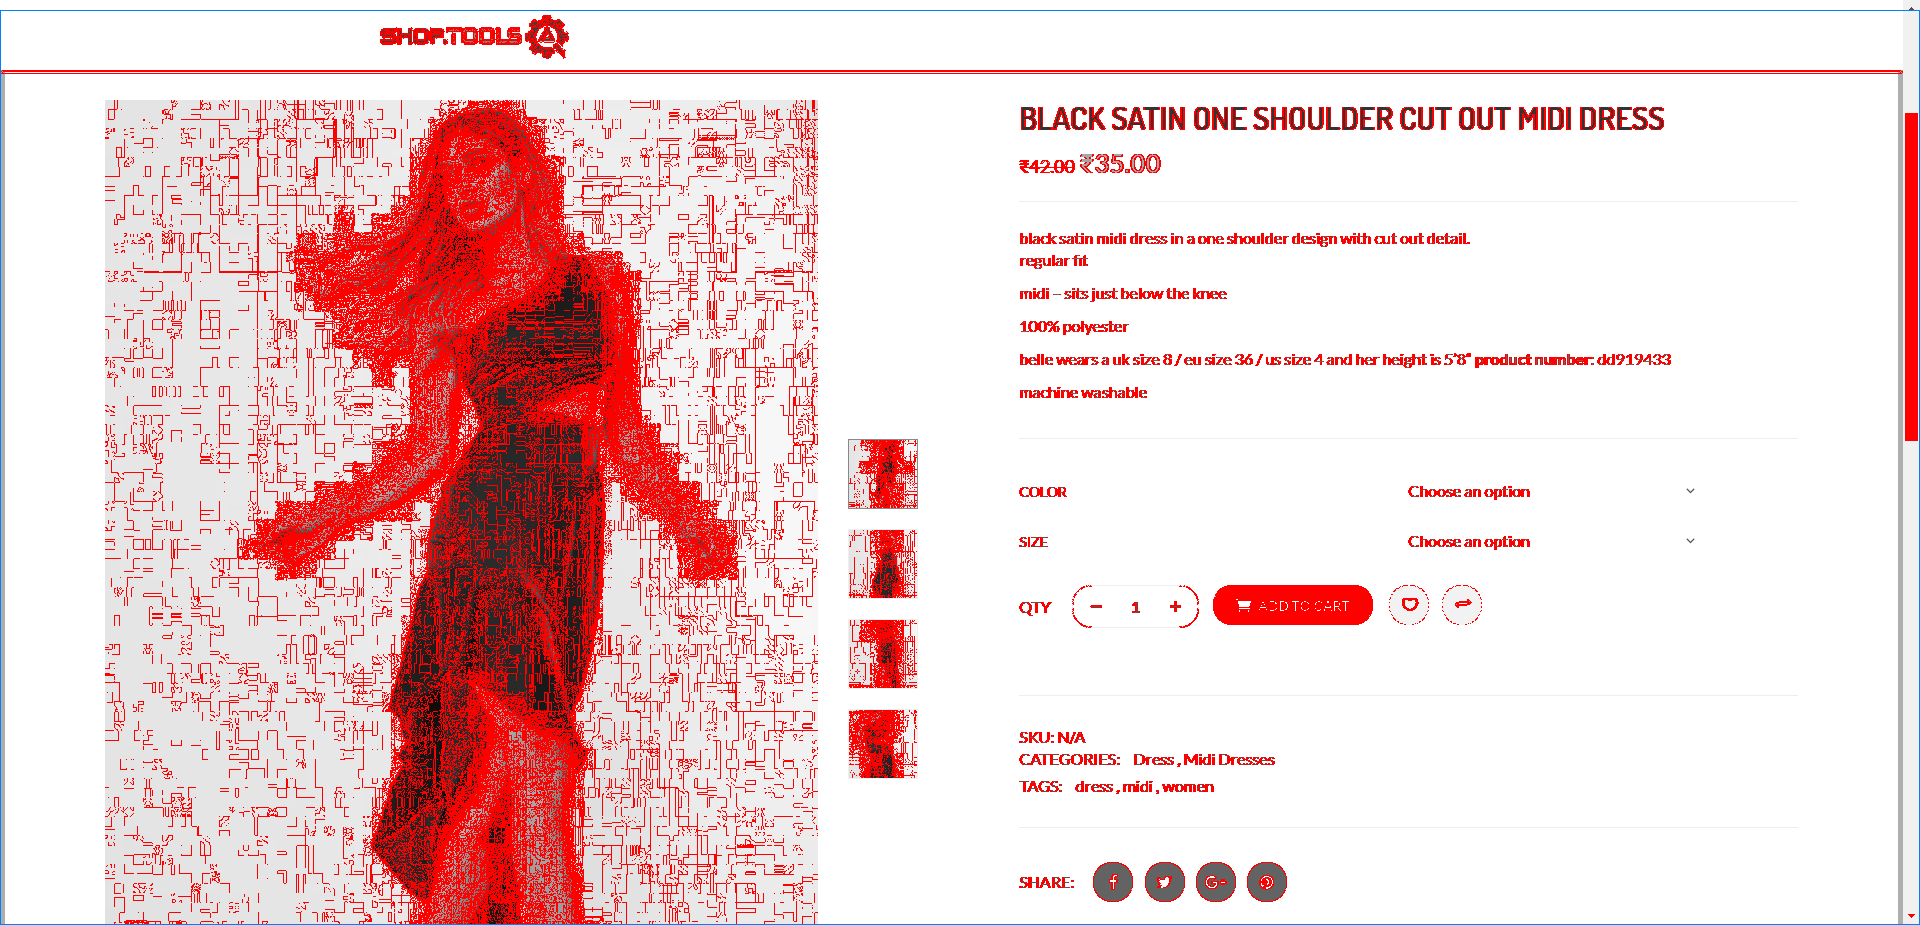 SHOP.TOOLS
BLACK SATIN ONE SHOULDER CUT OUT MIDI DRESS
₹42.00 ₹35.00
black satin midi dress in a one shoulder design with cut out detail.
regular fit
midi – sits just below the knee
100% polyester
belle wears a uk size 8 / eu size 36 / us size 4 and her height is 5'8" product number: dd919433
machine washable
COLOR Choose an option
SIZE Choose an option
QTY − 1 + ADD TO CART
SKU: N/A
CATEGORIES: Dress , Midi Dresses
TAGS: dress , midi , women
SHARE: